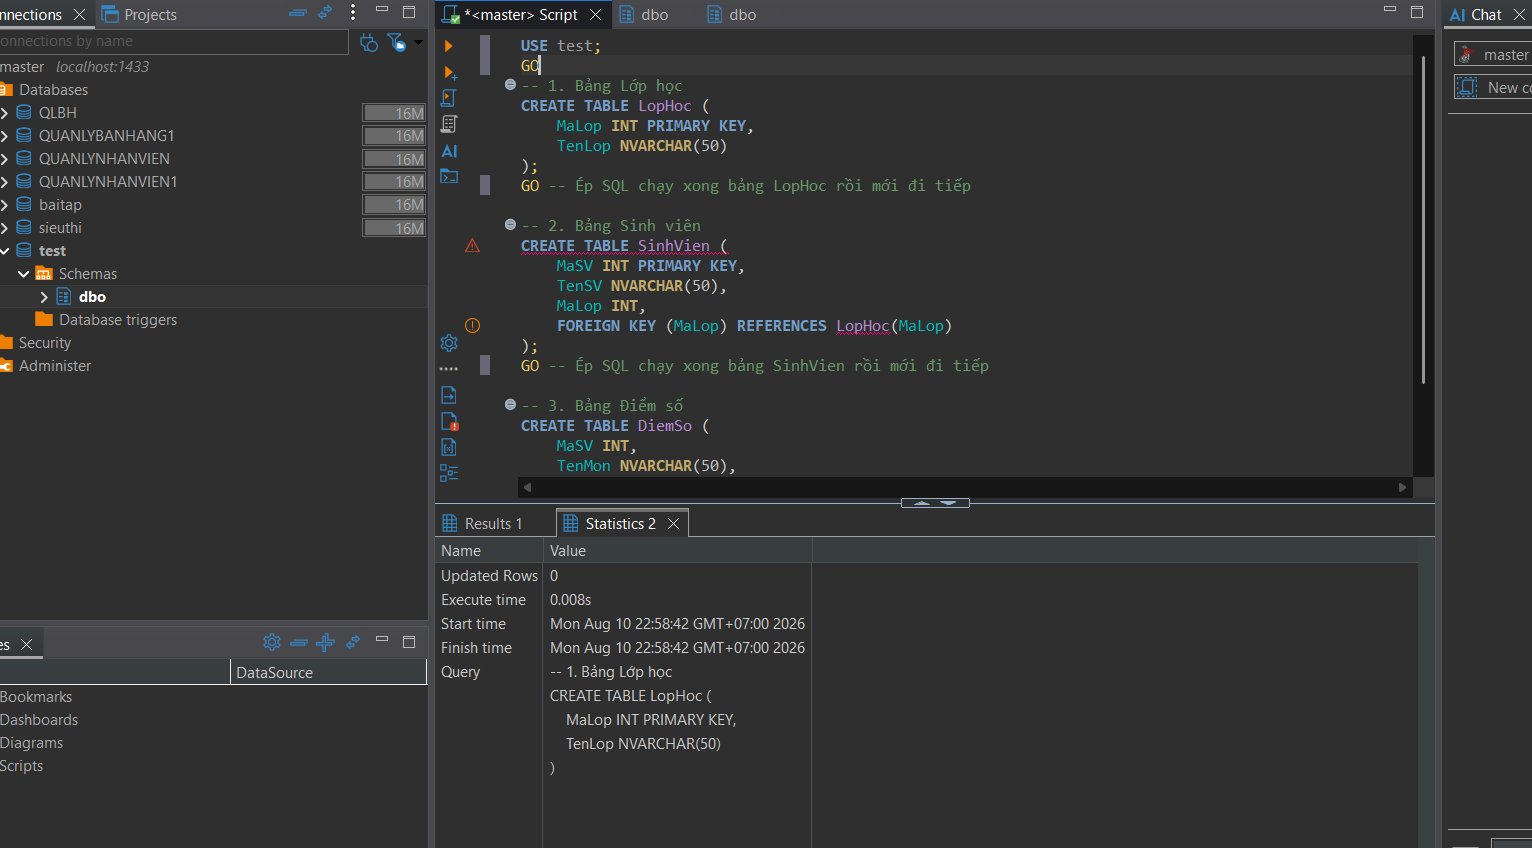 nnections
Projects
onnections by name
master localhost:1433
Databases
QLBH 16M
QUANLYBANHANG1 16M
QUANLYNHANVIEN 16M
QUANLYNHANVIEN1 16M
baitap 16M
sieuthi 16M
test
Schemas
dbo
Database triggers
Security
Administer
es
DataSource
Bookmarks
Dashboards
Diagrams
Scripts
*<master> Script
dbo
dbo
AI
USE test;
GO
-- 1. Bảng Lớp học
CREATE TABLE LopHoc (
MaLop INT PRIMARY KEY,
TenLop NVARCHAR(50)
);
GO -- Ép SQL chạy xong bảng LopHoc rồi mới đi tiếp
-- 2. Bảng Sinh viên
CREATE TABLE SinhVien (
MaSV INT PRIMARY KEY,
TenSV NVARCHAR(50),
MaLop INT,
FOREIGN KEY (MaLop) REFERENCES LopHoc(MaLop)
);
GO -- Ép SQL chạy xong bảng SinhVien rồi mới đi tiếp
-- 3. Bảng Điểm số
CREATE TABLE DiemSo (
MaSV INT,
TenMon NVARCHAR(50),
Results 1
Statistics 2
Name Value
Updated Rows 0
Execute time 0.008s
Start time Mon Aug 10 22:58:42 GMT+07:00 2026
Finish time Mon Aug 10 22:58:42 GMT+07:00 2026
Query -- 1. Bảng Lớp học
CREATE TABLE LopHoc (
MaLop INT PRIMARY KEY,
TenLop NVARCHAR(50)
)
AI Chat
master
New co